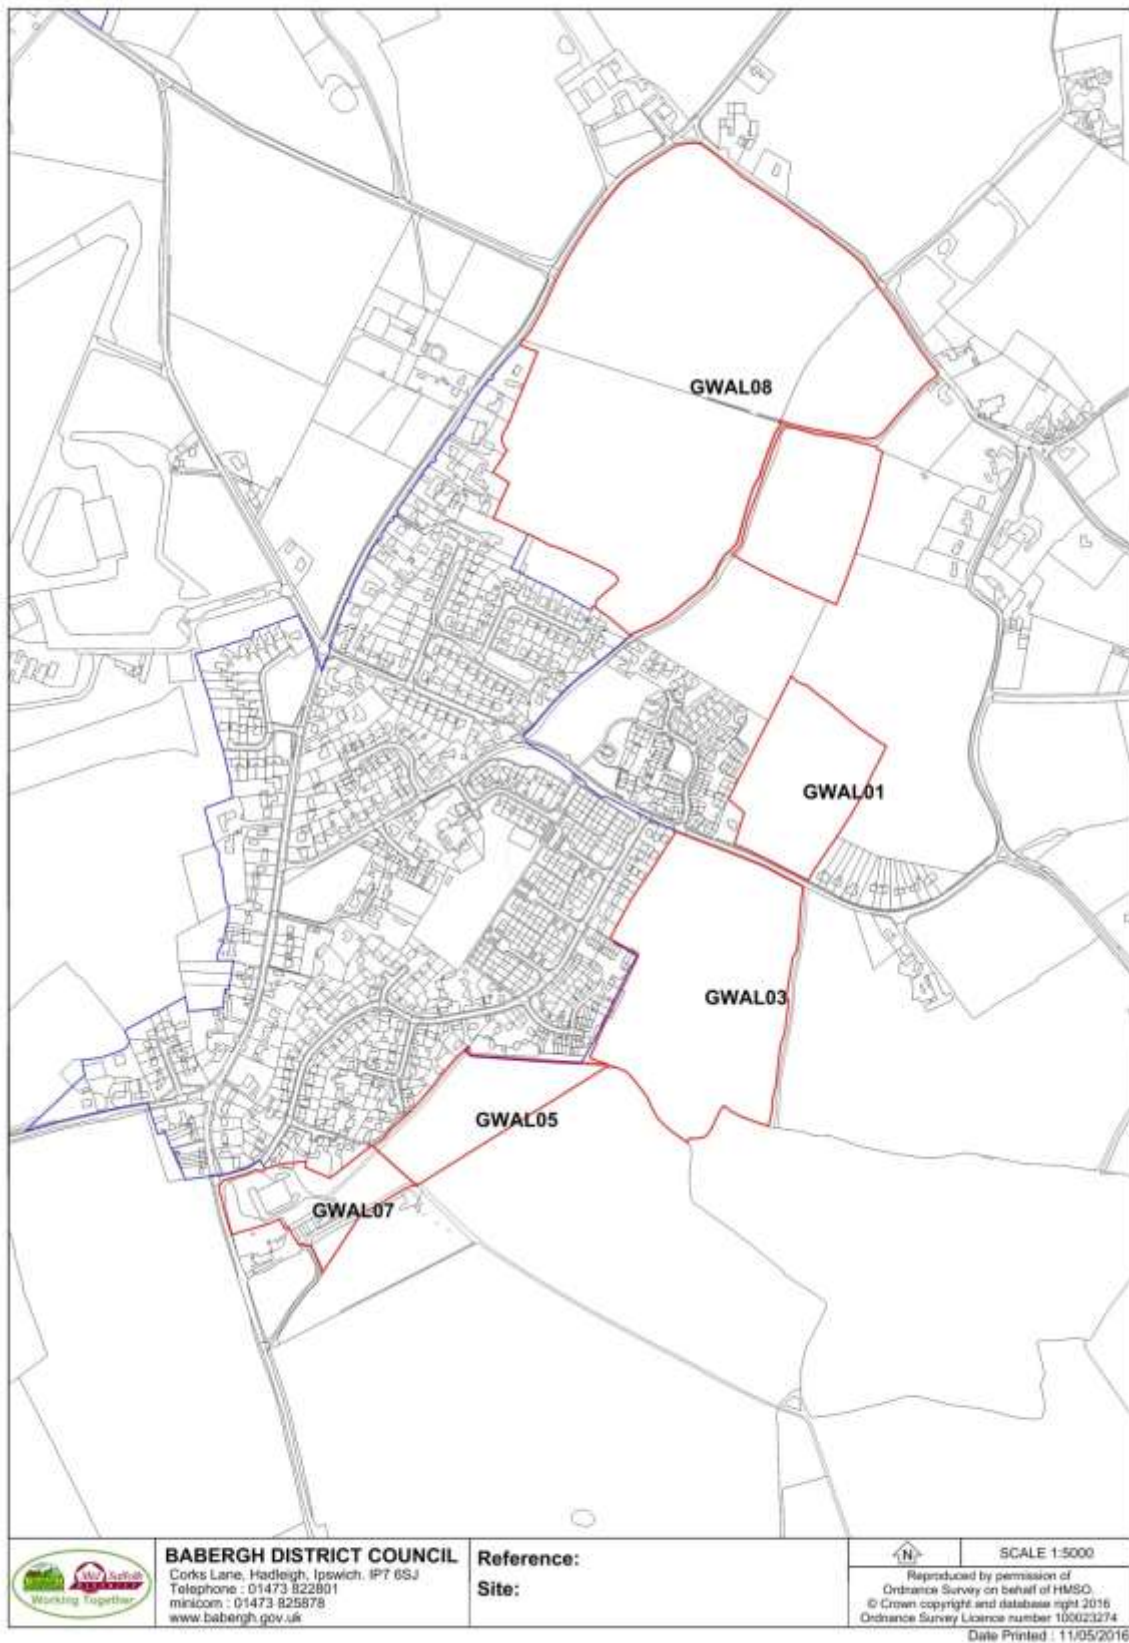 GWAL08
GWAL01
GWAL03
GWAL05
GWAL07
Mid Suffolk
Working Together
BABERGH DISTRICT COUNCIL
Corks Lane, Hadleigh, Ipswich. IP7 6SJ
Telephone : 01473 822801
minicom : 01473 825878
www.babergh.gov.uk
Reference:
Site:
N
SCALE 1:5000
Reproduced by permission of
Ordnance Survey on behalf of HMSO.
© Crown copyright and database right 2016
Ordnance Survey Licence number 100023274
Date Printed : 11/05/2016